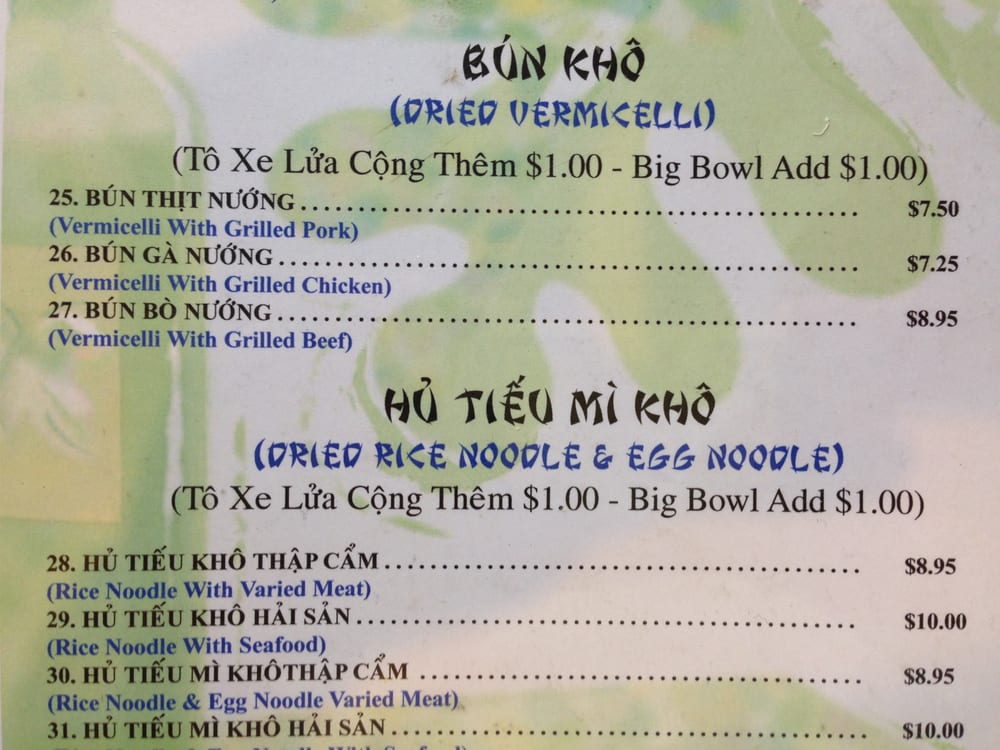 BÚN KHÔ
(DRIED VERMICELLI)
(Tô Xe Lửa Cộng Thêm $1.00 - Big Bowl Add $1.00)
25. BÚN THỊT NƯỚNG........................................ $7.50
(Vermicelli With Grilled Pork)
26. BÚN GÀ NƯỚNG.......................................... $7.25
(Vermicelli With Grilled Chicken)
27. BÚN BÒ NƯỚNG.......................................... $8.95
(Vermicelli With Grilled Beef)
HỦ TIẾU MÌ KHÔ
(DRIED RICE NOODLE & EGG NOODLE)
(Tô Xe Lửa Cộng Thêm $1.00 - Big Bowl Add $1.00)
28. HỦ TIẾU KHÔ THẬP CẨM.................................. $8.95
(Rice Noodle With Varied Meat)
29. HỦ TIẾU KHÔ HẢI SẢN................................... $10.00
(Rice Noodle With Seafood)
30. HỦ TIẾU MÌ KHÔTHẬP CẨM ............................... $8.95
(Rice Noodle & Egg Noodle Varied Meat)
31. HỦ TIẾU MÌ KHÔ HẢI SẢN................................ $10.00